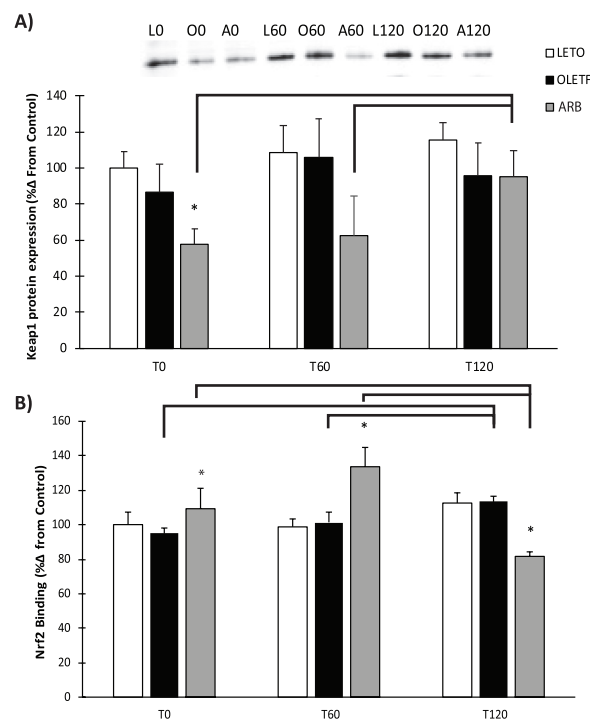 A)
L0 O0 A0 L60 O60 A60 L120 O120 A120
LETO
OLETF
ARB
Keap1 protein expression (%Δ From Control)
140
120
100
80
60
40
20
0
*
T0 T60 T120
B)
Nrf2 Binding (%Δ from Control)
160
140
120
100
80
60
40
20
0
*
*
*
T0 T60 T120